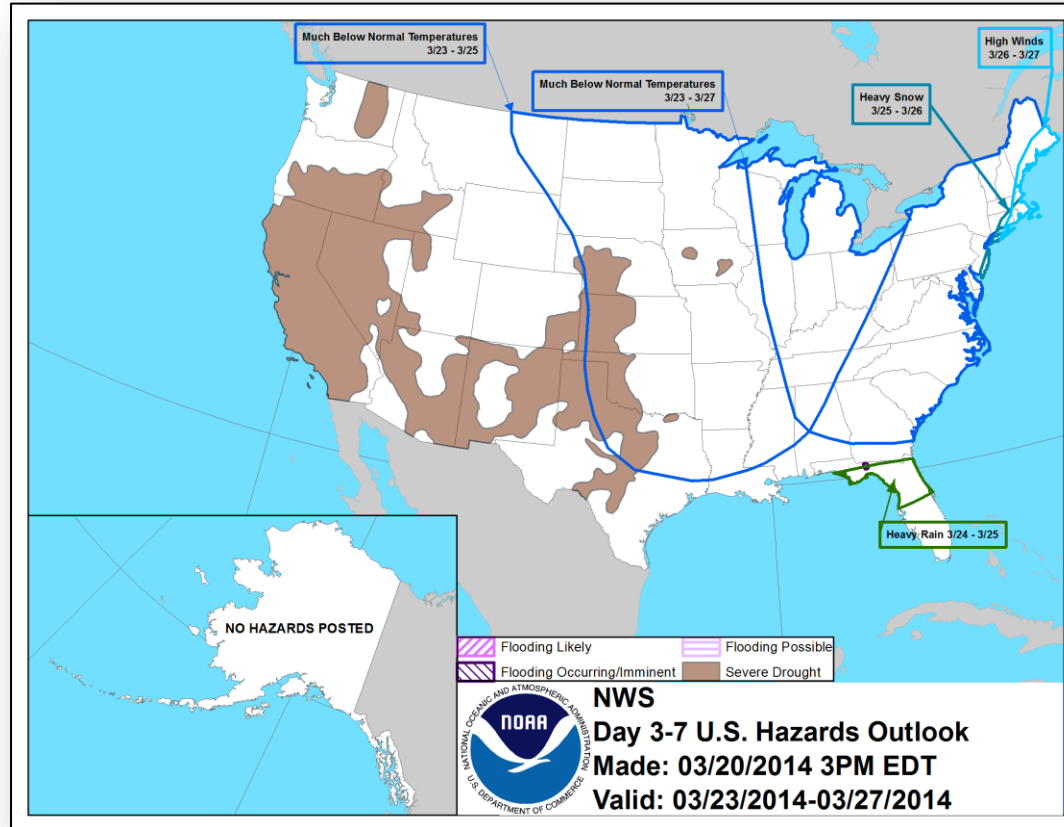 Much Below Normal Temperatures
3/23 - 3/25
Much Below Normal Temperatures
3/23 - 3/27
High Winds
3/26 - 3/27
Heavy Snow
3/25 - 3/26
Heavy Rain 3/24 - 3/25
NO HAZARDS POSTED
Flooding Likely
Flooding Possible
Flooding Occurring/Imminent
Severe Drought
NATIONAL OCEANIC AND ATMOSPHERIC ADMINISTRATION
NOAA
U.S. DEPARTMENT OF COMMERCE
NWS
Day 3-7 U.S. Hazards Outlook
Made: 03/20/2014 3PM EDT
Valid: 03/23/2014-03/27/2014